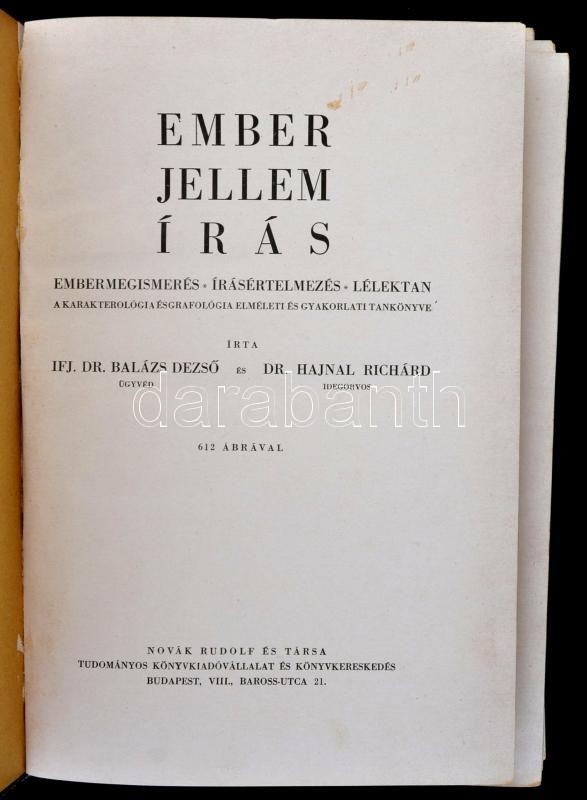 EMBER
JELLEM
ÍRÁS
EMBERMEGISMERÉS * ÍRÁSÉRTELMEZÉS * LÉLEKTAN
A KARAKTEROLÓGIA ÉSGRAFOLÓGIA ELMÉLETI ÉS GYAKORLATI TANKÖNYVE
ÍRTA
IFJ. DR. BALÁZS DEZSŐ ÉS DR. HAJNAL RICHÁRD
ÜGYVÉD IDEGORVOS
darabanth
612 ÁBRÁVAL
NOVÁK RUDOLF ÉS TÁRSA
TUDOMÁNYOS KÖNYVKIADÓVÁLLALAT ÉS KÖNYVKERESKEDÉS
BUDAPEST, VIII., BAROSS-UTCA 21.